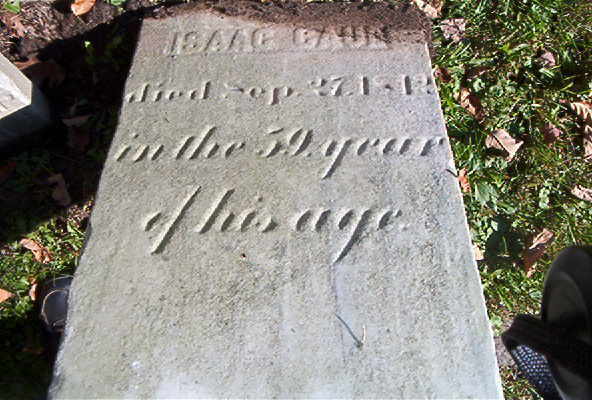 ISAAC
died Sep. 27. 
in the 59. year
of his age.